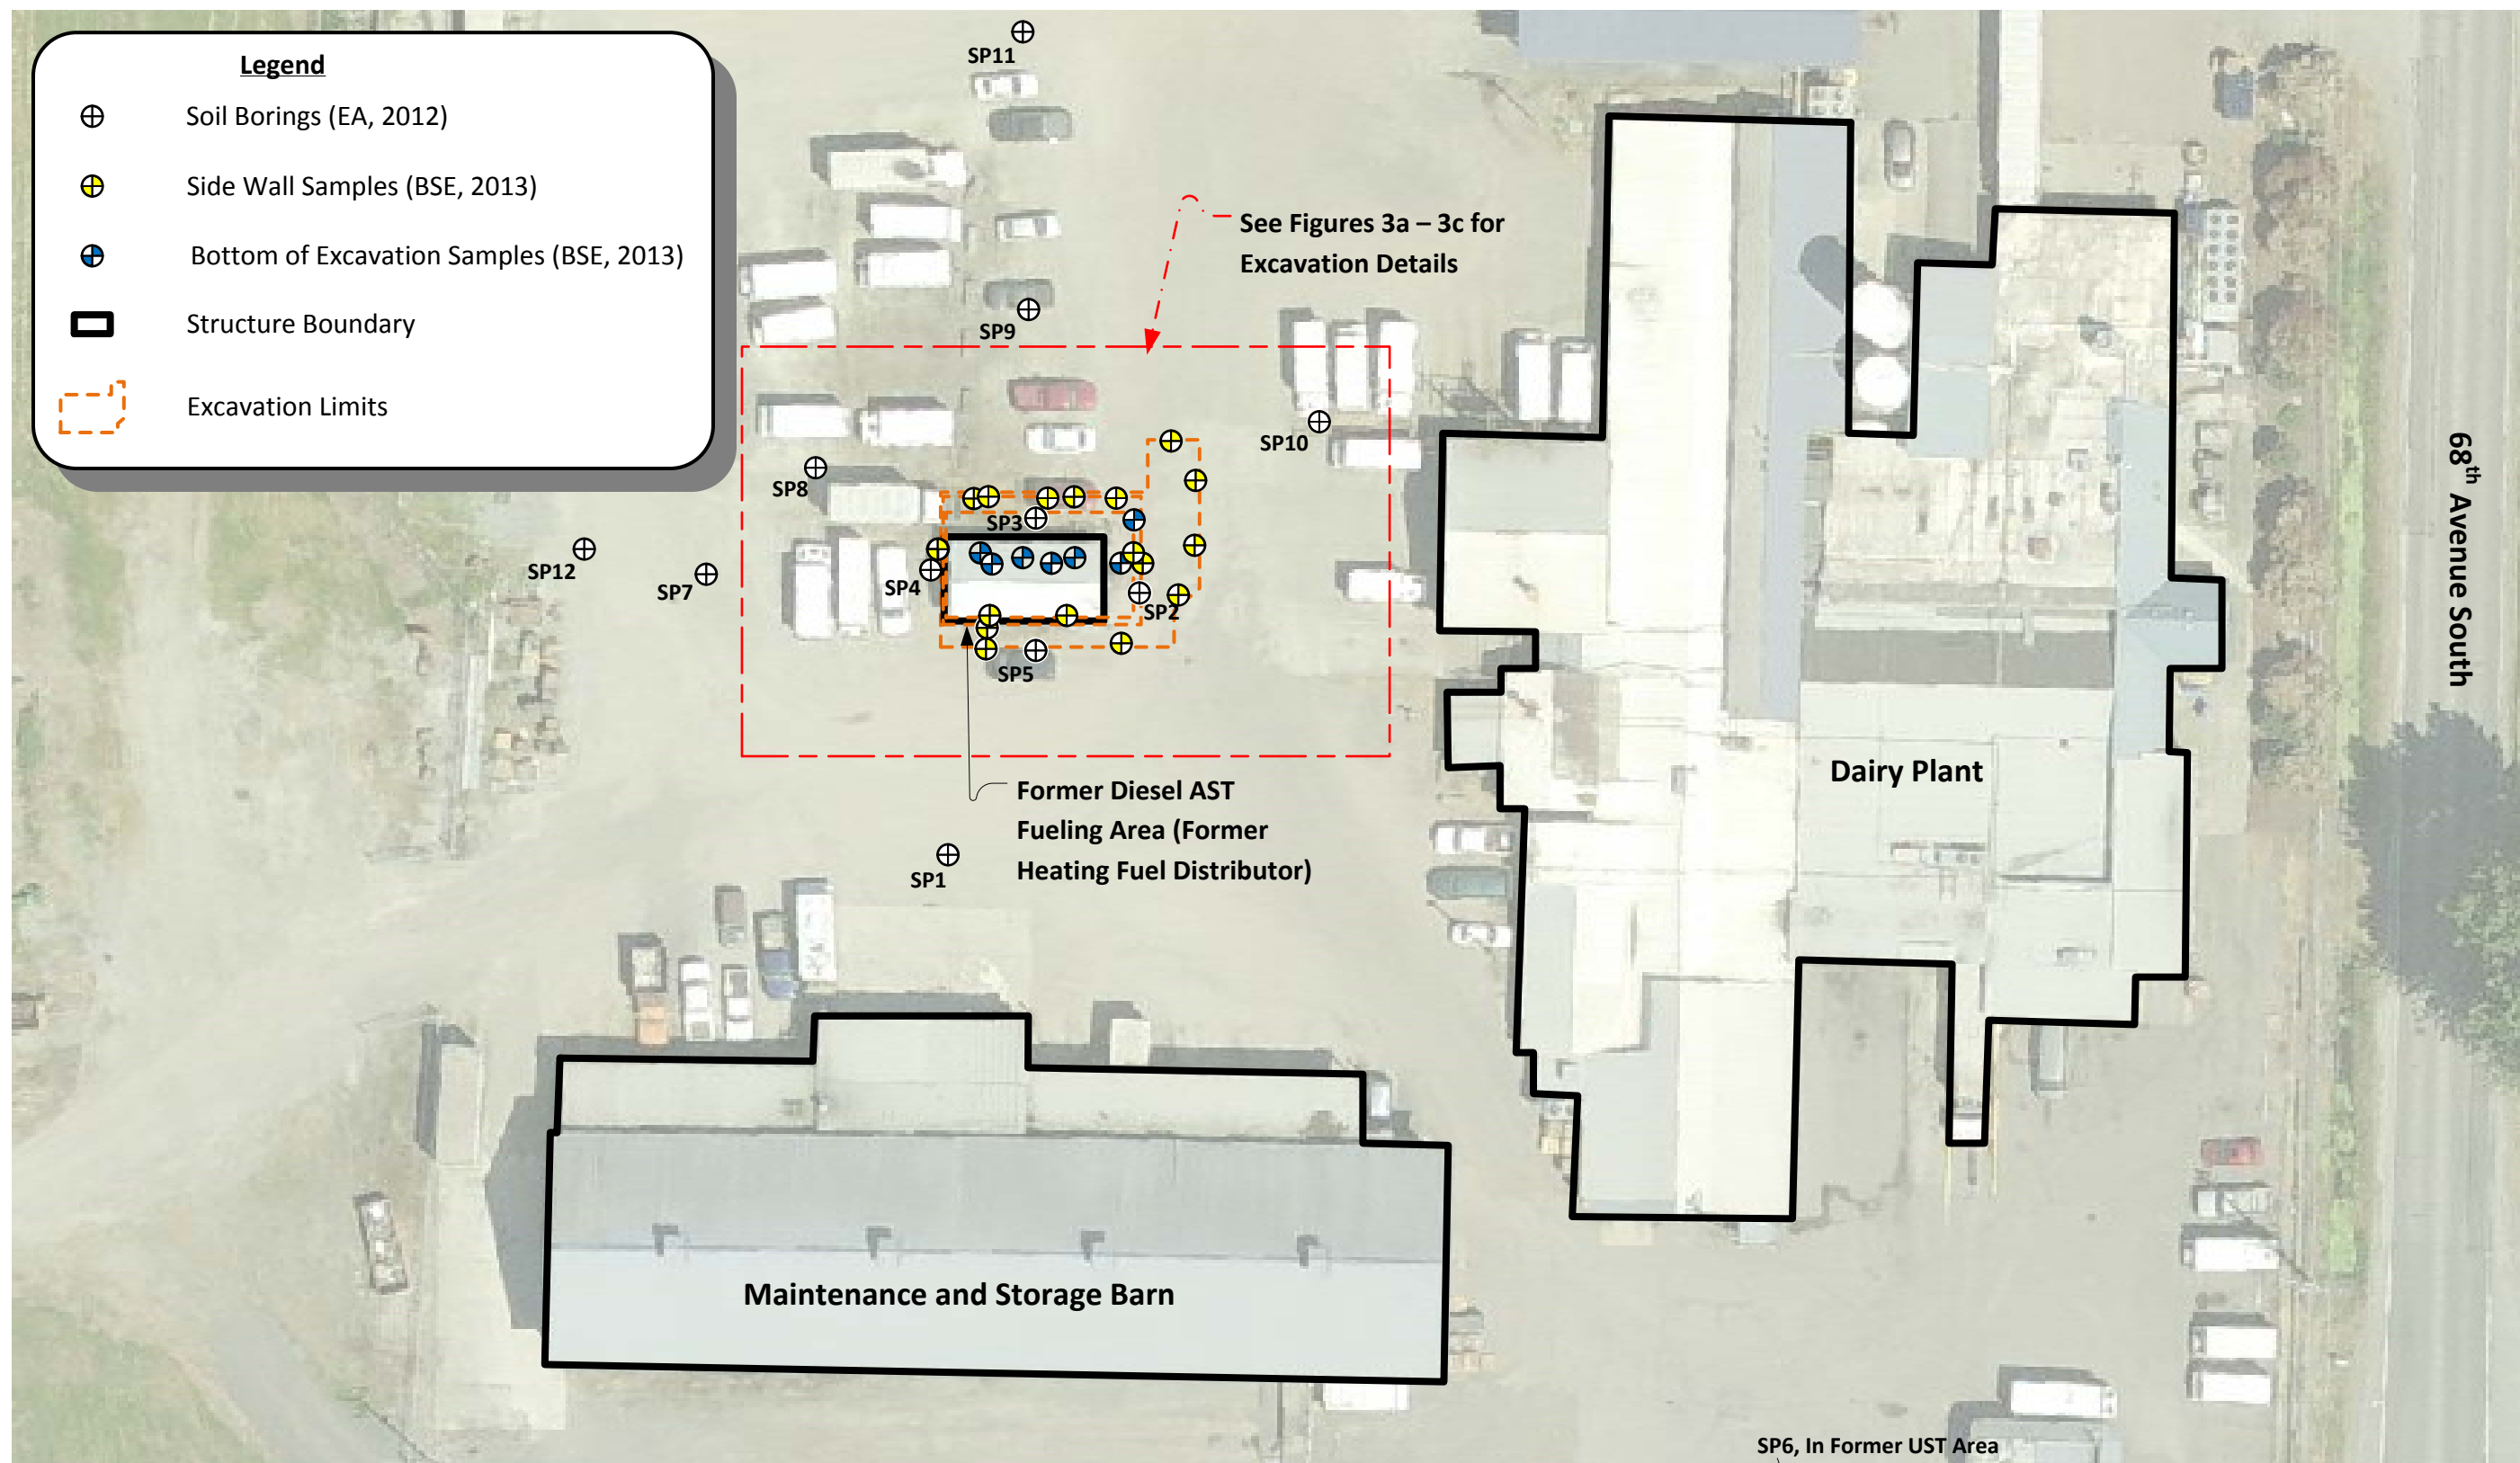 Legend
Soil Borings (EA, 2012)
Side Wall Samples (BSE, 2013)
Bottom of Excavation Samples (BSE, 2013)
Structure Boundary
Excavation Limits
SP11
See Figures 3a – 3c for
Excavation Details
SP9
SP10
SP8
SP3
SP12
SP7
SP4
SP2
SP5
68th Avenue South
Dairy Plant
Former Diesel AST
Fueling Area (Former
Heating Fuel Distributor)
SP1
Maintenance and Storage Barn
SP6, In Former UST Area